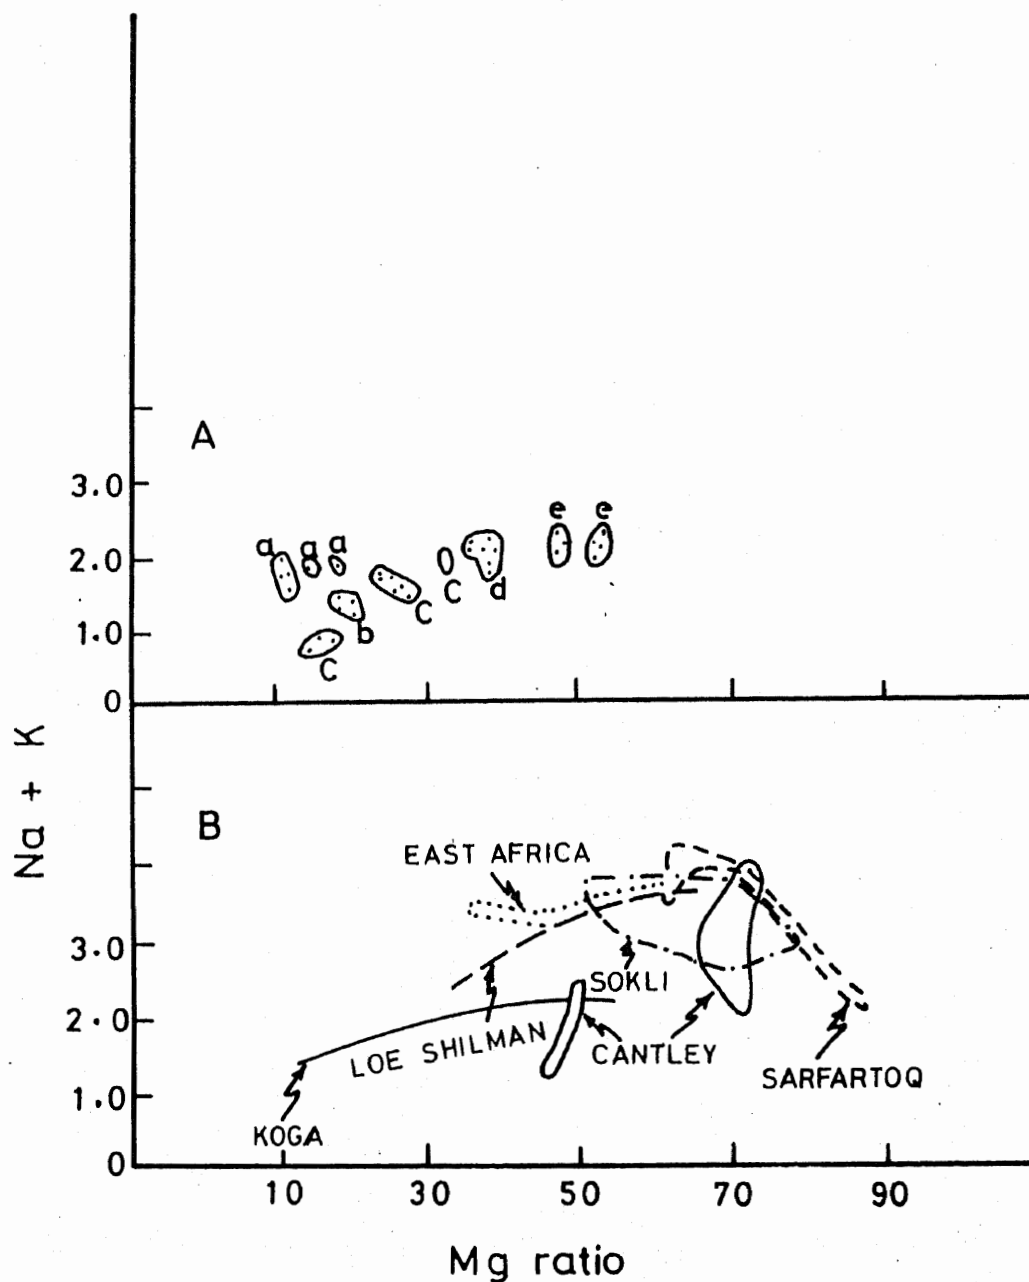 A
3.0
2.0
1.0
0
a a a
e e
C d
C
b
C
Na + K
B
EAST AFRICA
3.0
2.0
1.0
0
SOKLI
LOE SHILMAN
CANTLEY
SARFARTOQ
KOGA
10 30 50 70 90
Mg ratio